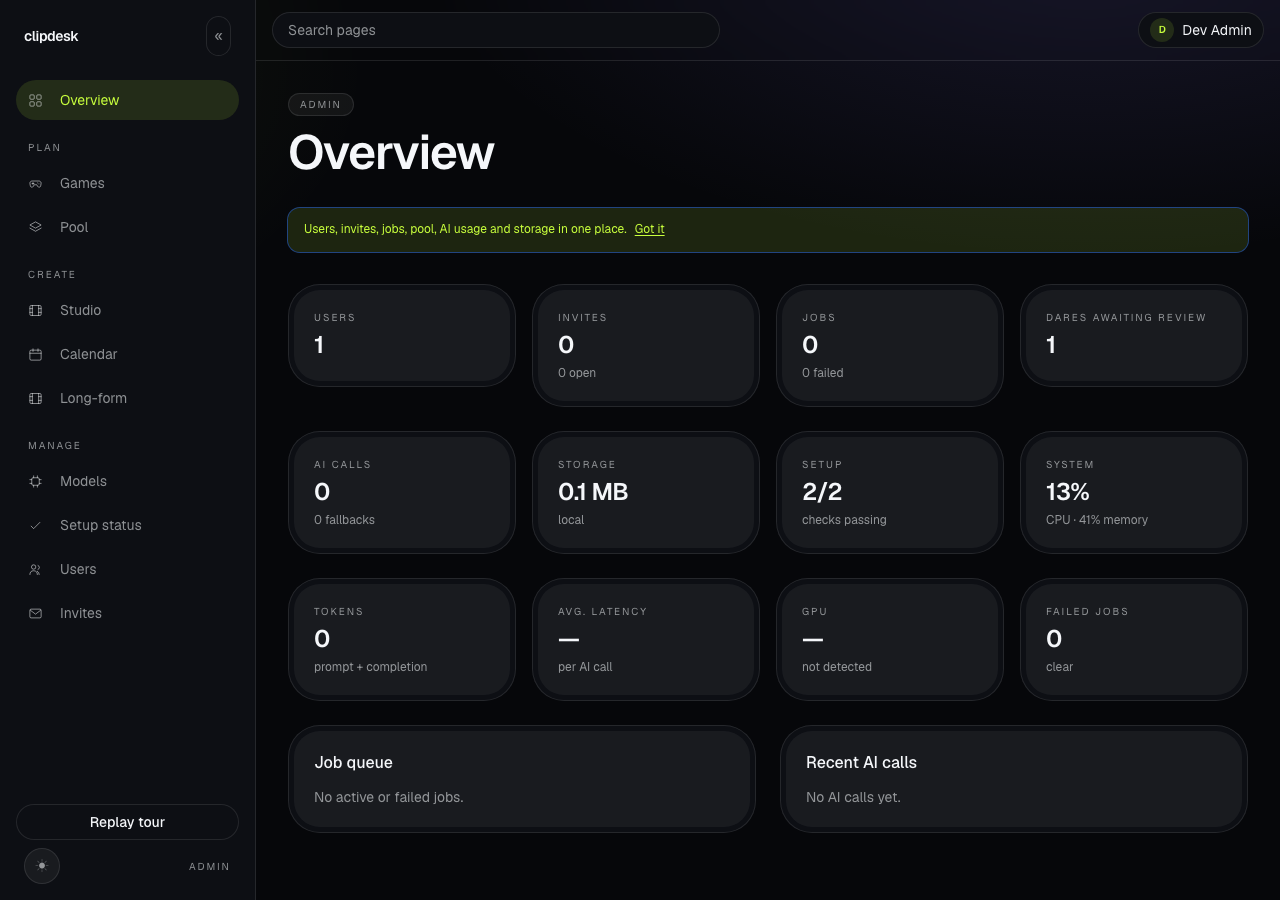 clipdesk
«
Search pages
D
Dev Admin
Overview
PLAN
Games
Pool
CREATE
Studio
Calendar
Long-form
MANAGE
Models
Setup status
Users
Invites
Replay tour
ADMIN
ADMIN
Overview
Users, invites, jobs, pool, AI usage and storage in one place. Got it
USERS
1
INVITES
0
0 open
JOBS
0
0 failed
DARES AWAITING REVIEW
1
AI CALLS
0
0 fallbacks
STORAGE
0.1 MB
local
SETUP
2/2
checks passing
SYSTEM
13%
CPU · 41% memory
TOKENS
0
prompt + completion
AVG. LATENCY
—
per AI call
GPU
—
not detected
FAILED JOBS
0
clear
Job queue
No active or failed jobs.
Recent AI calls
No AI calls yet.